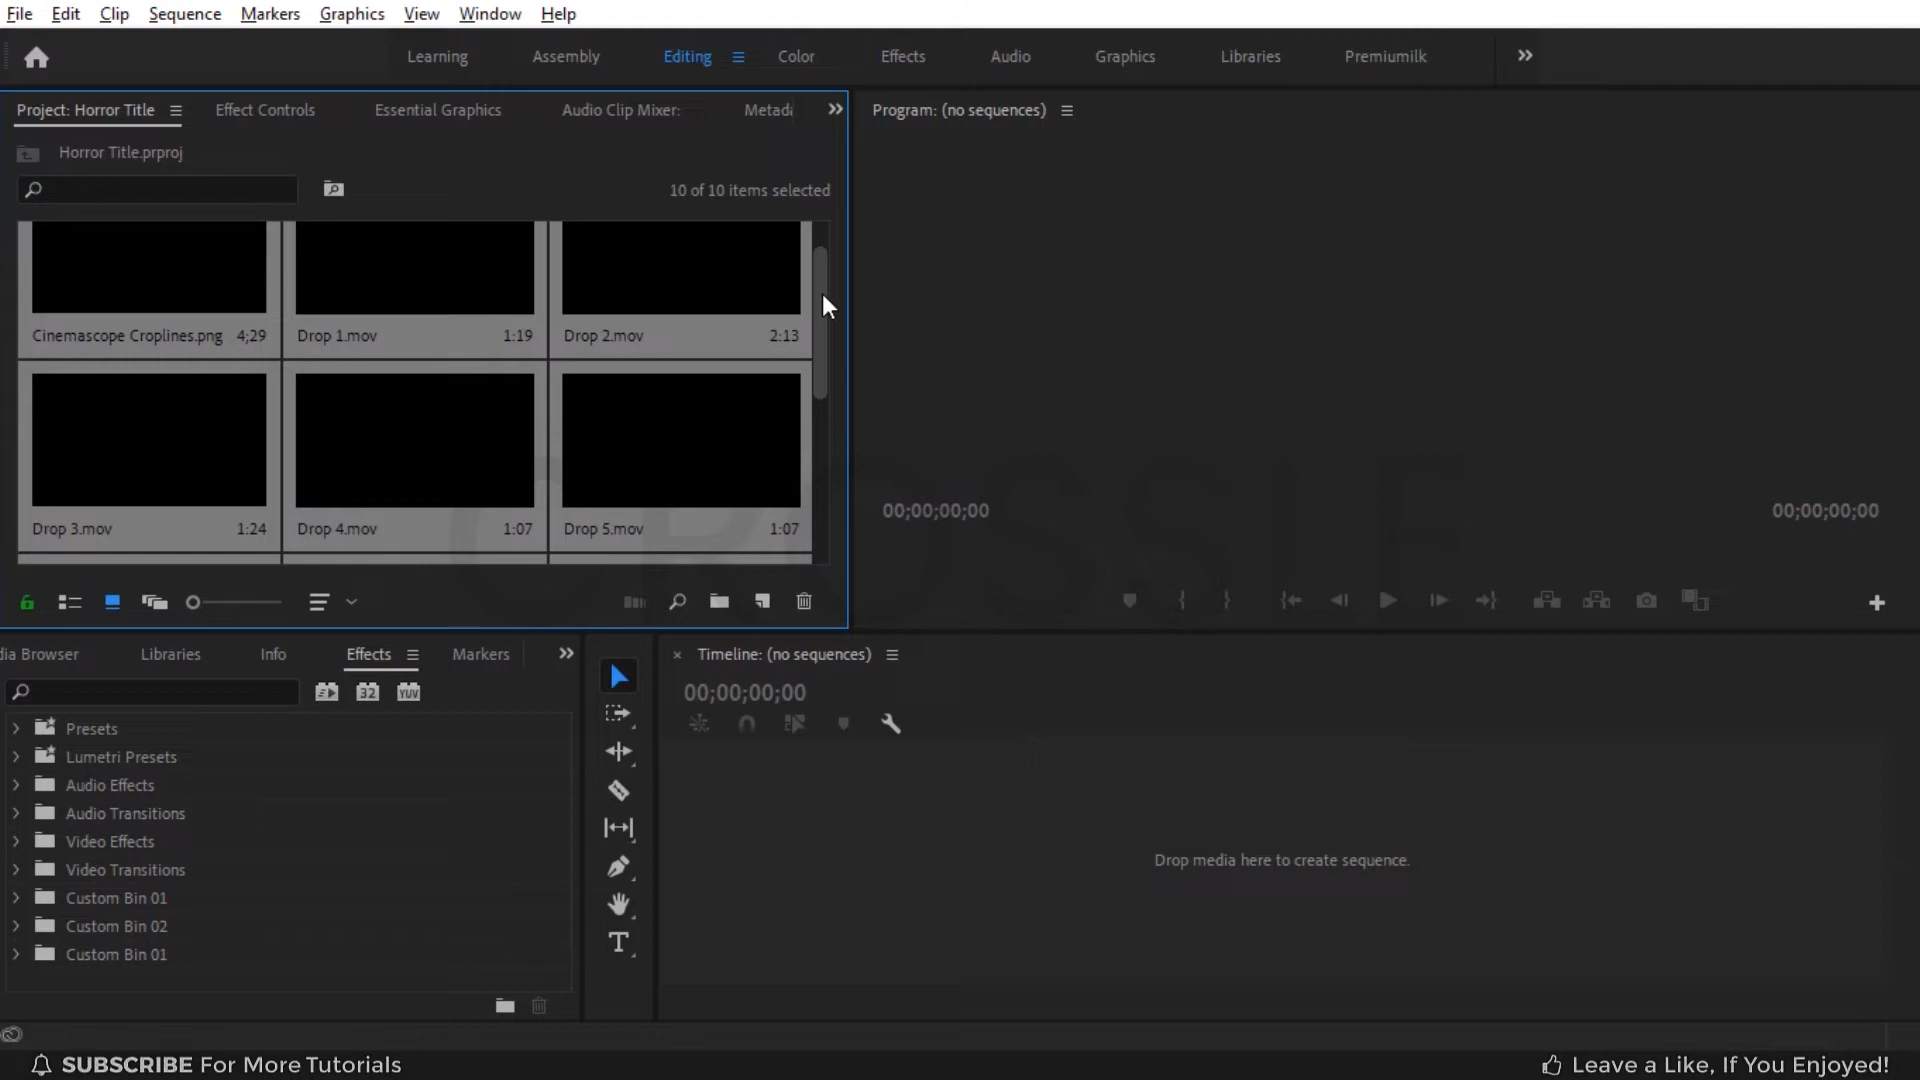 File Edit Clip Sequence Markers Graphics View Window Help
Learning Assembly Editing Color Effects Audio Graphics Libraries Premiumilk
Project: Horror Title Effect Controls Essential Graphics Audio Clip Mixer: Metada
Program: (no sequences)
Horror Title.prproj
10 of 10 items selected
Cinemascope Croplines.png 4;29 Drop 1.mov 1:19 Drop 2.mov 2:13
Drop 3.mov 1:24 Drop 4.mov 1:07 Drop 5.mov 1:07
00;00;00;00 00;00;00;00
dia Browser Libraries Info Effects Markers
Timeline: (no sequences)
32 YUV
00;00;00;00
Presets
Lumetri Presets
Audio Effects
Audio Transitions
Video Effects
Video Transitions
Custom Bin 01
Custom Bin 02
Custom Bin 01
Drop media here to create sequence.
SUBSCRIBE For More Tutorials
Leave a Like, If You Enjoyed!